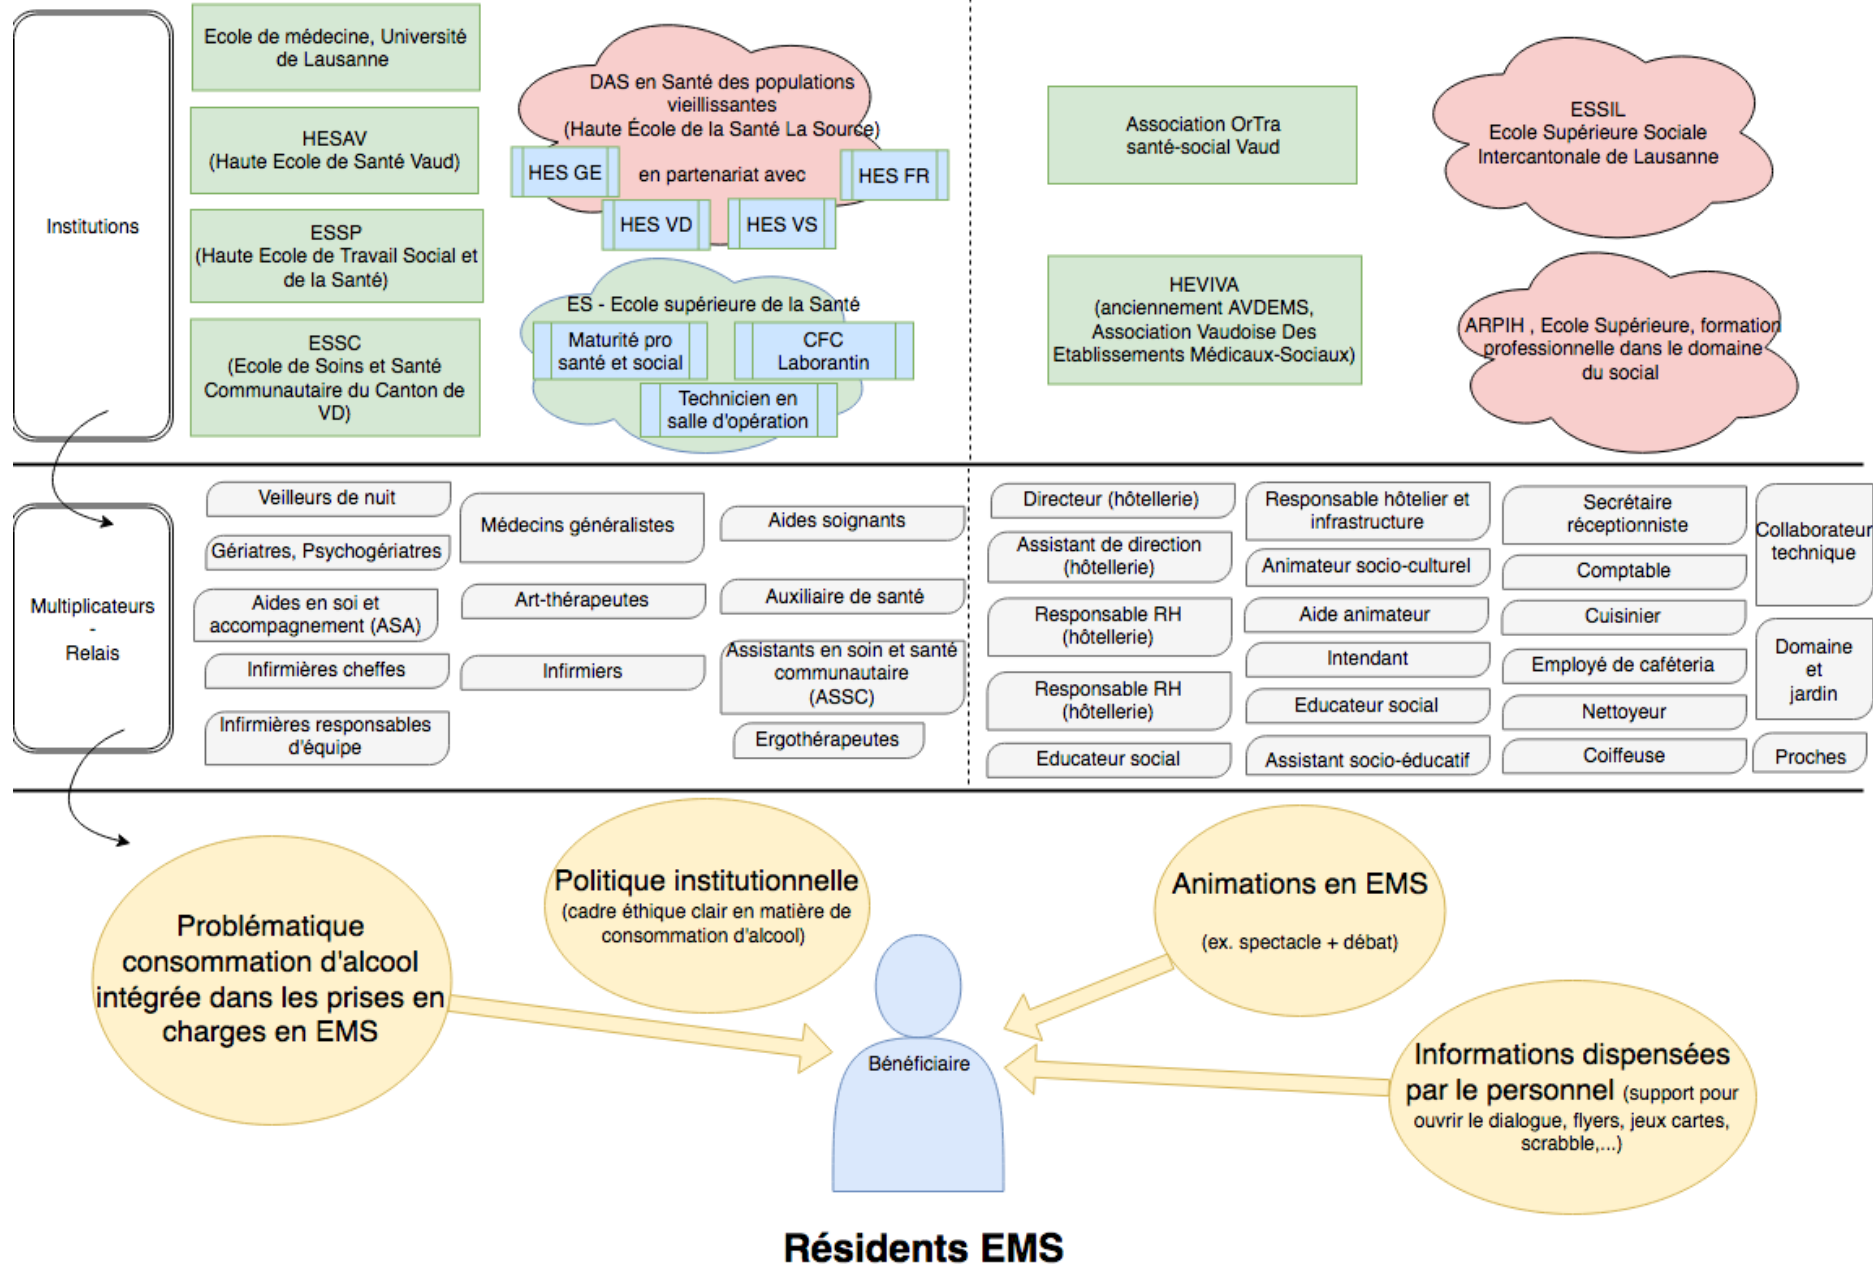 Institutions
Ecole de médecine, Université
de Lausanne
HESAV
(Haute Ecole de Santé Vaud)
ESSP
(Haute Ecole de Travail Social et
de la Santé)
ESSC
(Ecole de Soins et Santé
Communautaire du Canton de
VD)
DAS en Santé des populations
vieillissantes
(Haute École de la Santé La Source)
HES GE
en partenariat avec
HES FR
HES VD
HES VS
ES - Ecole supérieure de la Santé
Maturité pro
santé et social
CFC
Laborantin
Technicien en
salle d'opération
Association OrTra
santé-social Vaud
HEVIVA
(anciennement AVDEMS,
Association Vaudoise Des
Etablissements Médicaux-Sociaux)
ESSIL
Ecole Supérieure Sociale
Intercantonale de Lausanne
ARPIH , Ecole Supérieure, formation
professionnelle dans le domaine
du social
Multiplicateurs
-
Relais
Veilleurs de nuit
Gériatres, Psychogériatres
Aides en soi et
accompagnement (ASA)
Infirmières cheffes
Infirmières responsables
d'équipe
Médecins généralistes
Art-thérapeutes
Infirmiers
Aides soignants
Auxiliaire de santé
Assistants en soin et santé
communautaire
(ASSC)
Ergothérapeutes
Directeur (hôtellerie)
Assistant de direction
(hôtellerie)
Responsable RH
(hôtellerie)
Responsable RH
(hôtellerie)
Educateur social
Responsable hôtelier et
infrastructure
Animateur socio-culturel
Aide animateur
Intendant
Educateur social
Assistant socio-éducatif
Secrétaire
réceptionniste
Comptable
Cuisinier
Employé de caféteria
Nettoyeur
Coiffeuse
Collaborateur
technique
Domaine
et
jardin
Proches
Problématique
consommation d'alcool
intégrée dans les prises en
charges en EMS
Politique institutionnelle
(cadre éthique clair en matière de
consommation d'alcool)
Animations en EMS
(ex. spectacle + débat)
Informations dispensées
par le personnel (support pour
ouvrir le dialogue, flyers, jeux cartes,
scrabble,...)
Bénéficiaire
Résidents EMS